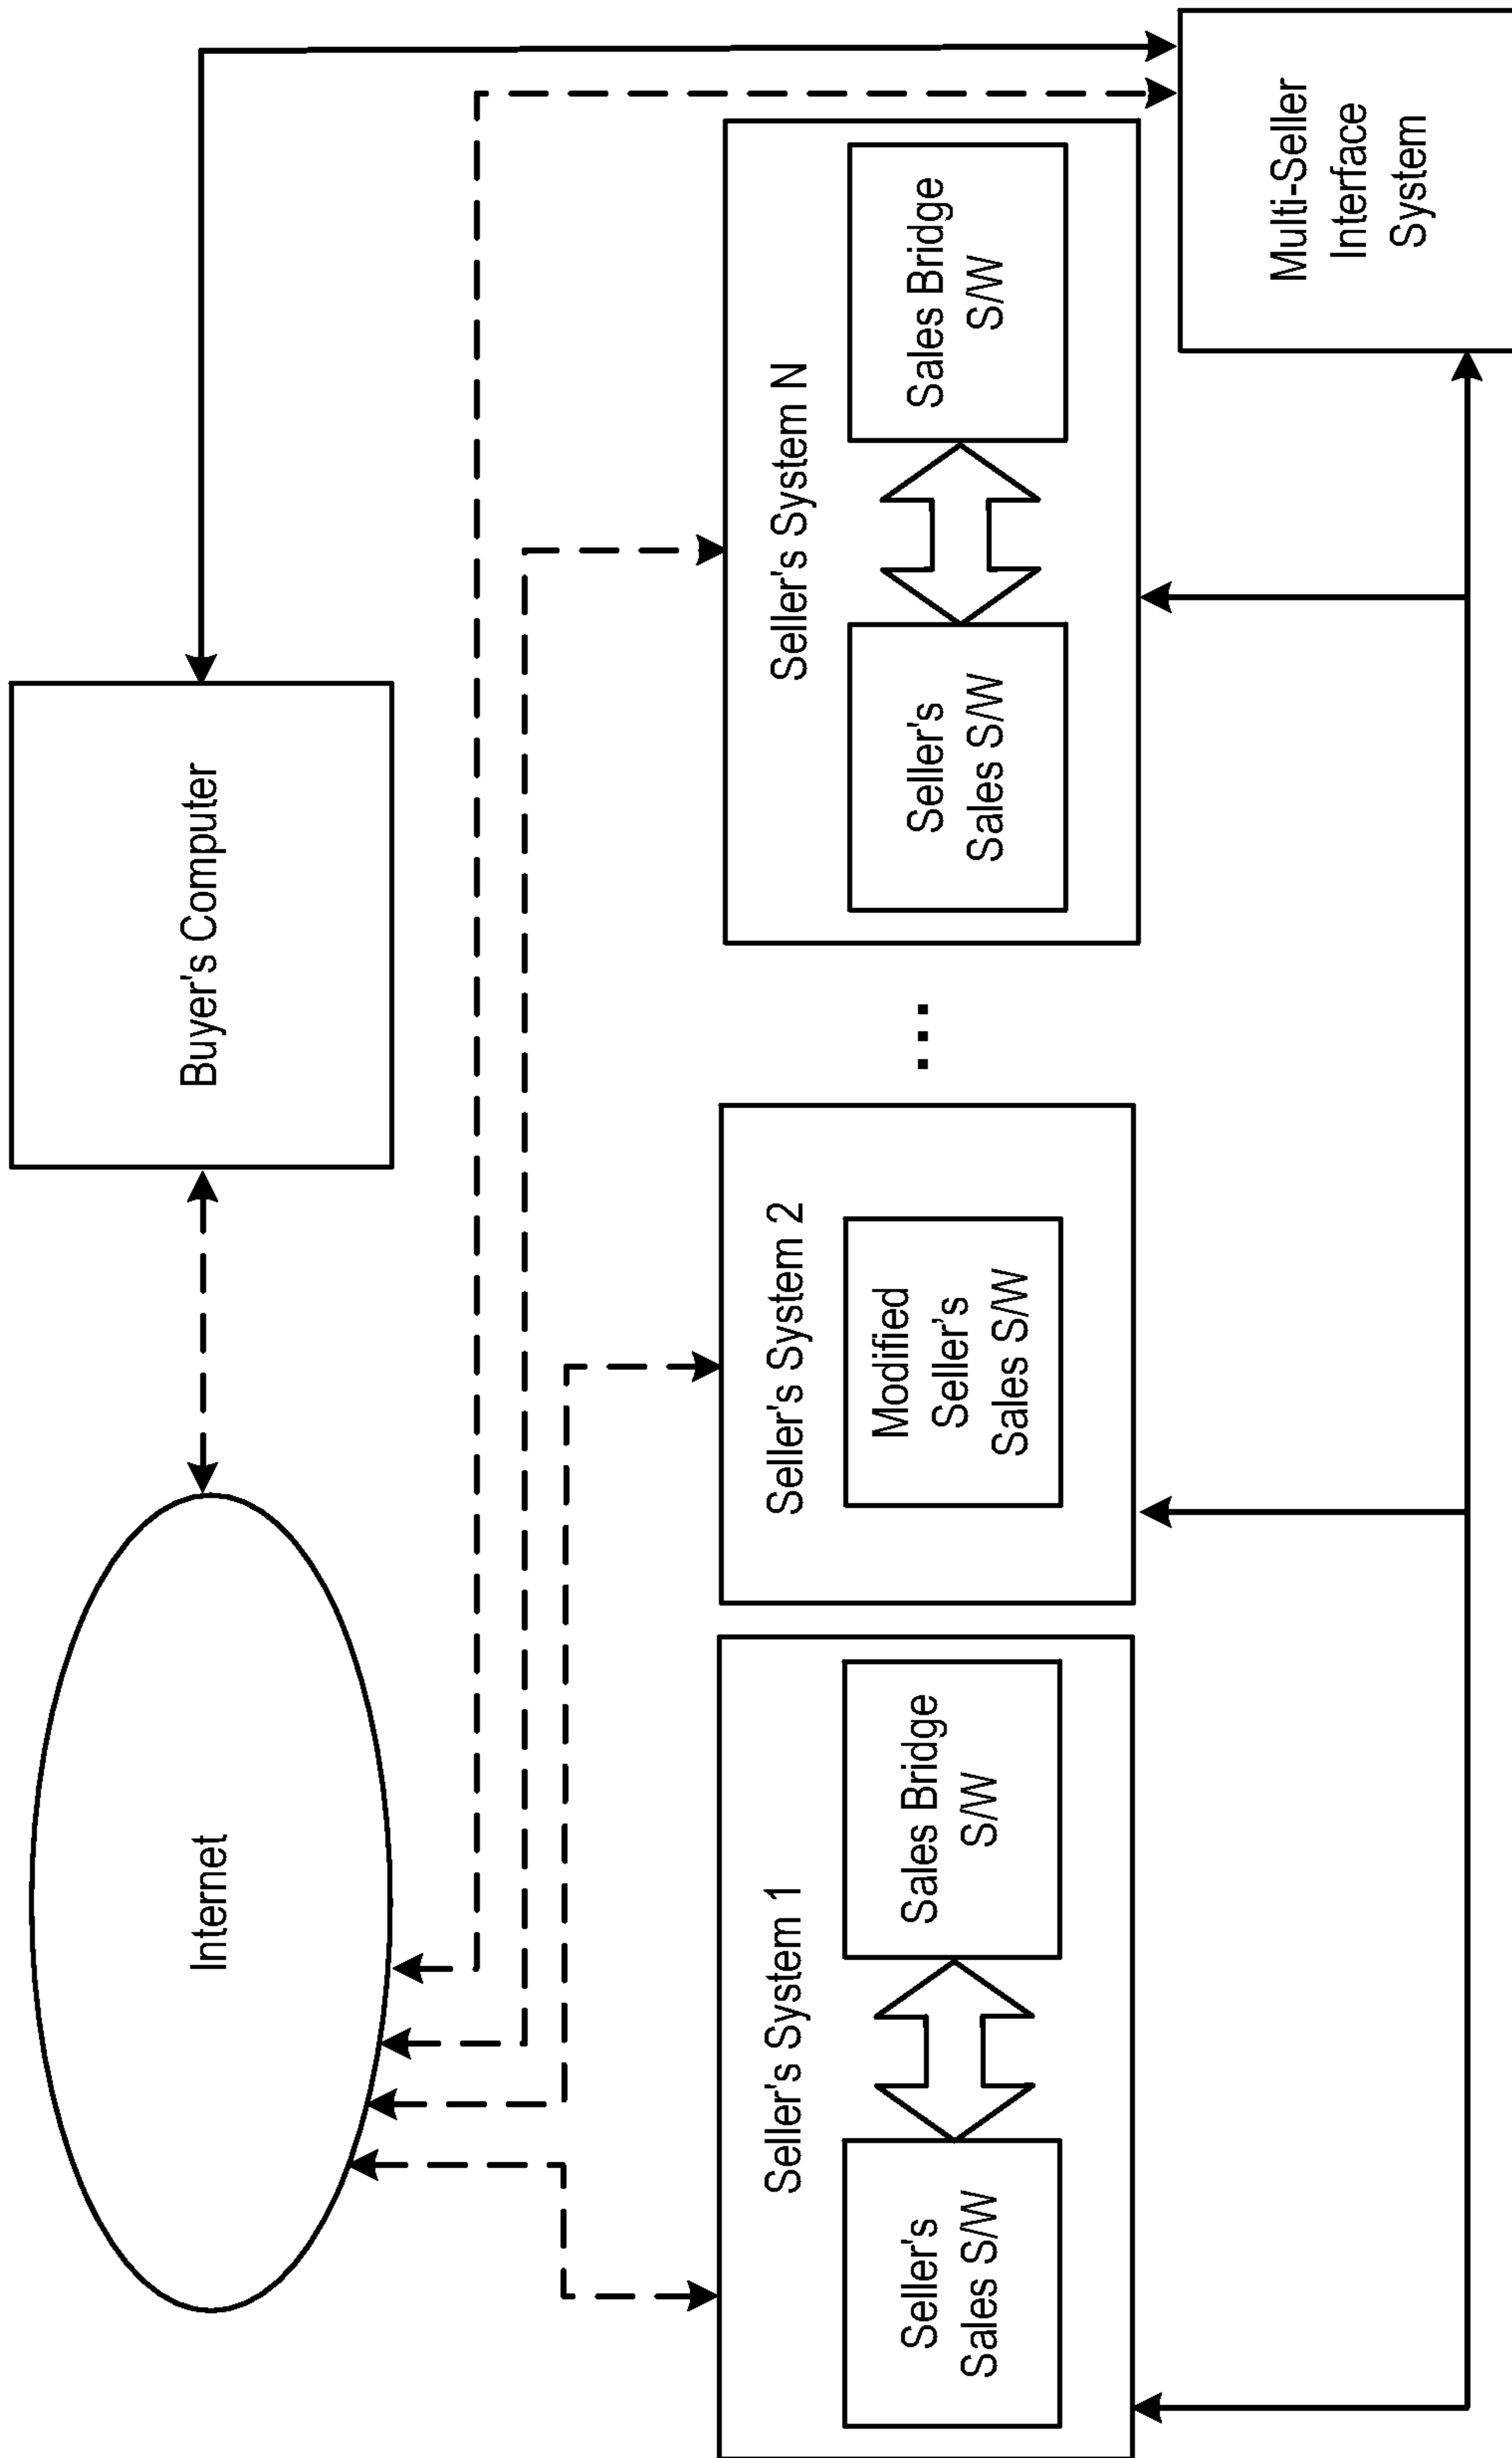 Internet
Buyer's Computer
Seller's System 1
Seller's
Sales S/W
Sales Bridge
S/W
Seller's System 2
Modified
Seller's
Sales S/W
...
Seller's System N
Seller's
Sales S/W
Sales Bridge
S/W
Multi-Seller
Interface
System